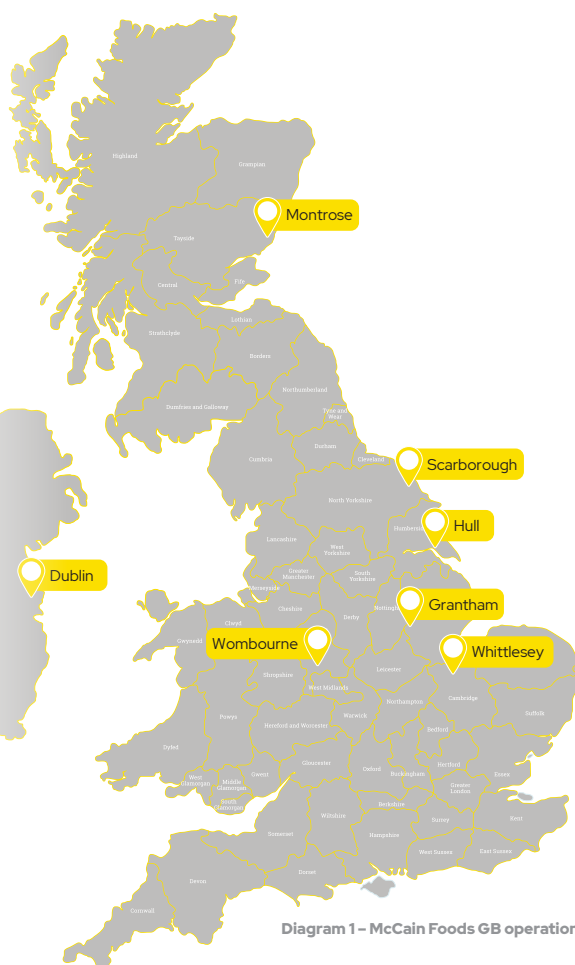 Highland
Grampian
Montrose
Tayside
Central
Fife
Lothian
Strathclyde
Borders
Northumberland
Dumfries and Galloway
Tyne and
Wear
Durham
Cumbria
Cleveland
Scarborough
North Yorkshire
Hull
Lancashire
West
Yorkshire
Dublin
Greater
Manchester
South
Yorkshire
Merseyside
Cheshire
Grantham
Derby
Clwyd
Gwynedd
Wombourne
Whittlesey
Shropshire
Leicester
West Midlands
Northampton
Cambridge
Suffolk
Powys
Hereford and Worcester
Warwick
Bedford
Dyfed
Gloucester
Oxford
Buckingham
Hertford
Essex
West
Glamorgan
Middle
Glamorgan
Gwent
Greater
London
South
Glamorgan
Berkshire
Wiltshire
Surrey
Kent
Somerset
Hampshire
West Sussex
East Sussex
Dorset
Devon
Cornwall
Diagram 1 – McCain Foods GB operation